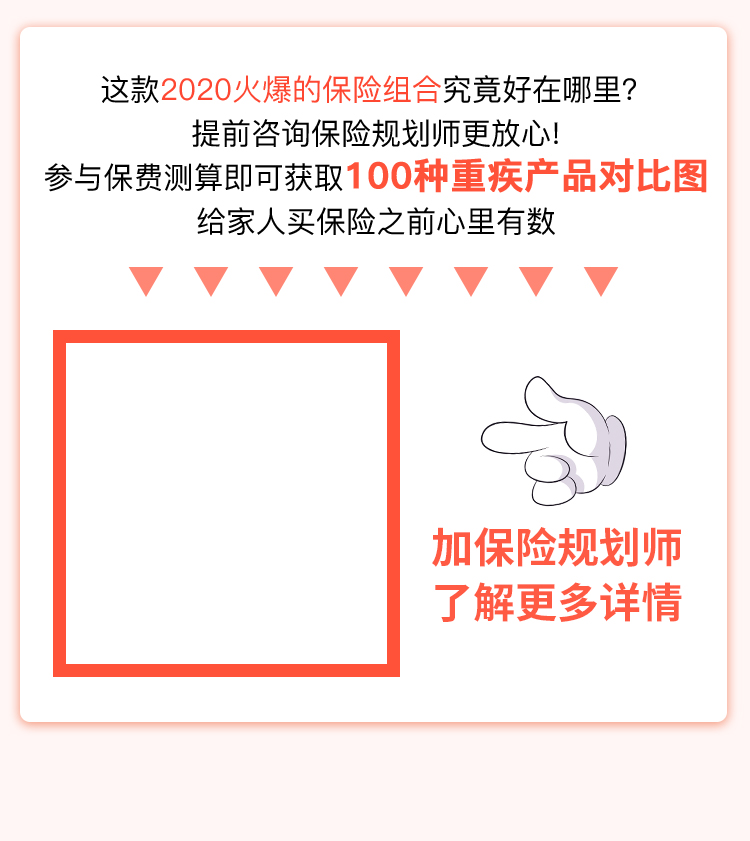 这款2020火爆的保险组合究竟好在哪里?
提前咨询保险规划师更放心!
参与保费测算即可获取100种重疾产品对比图
给家人买保险之前心里有数
加保险规划师
了解更多详情